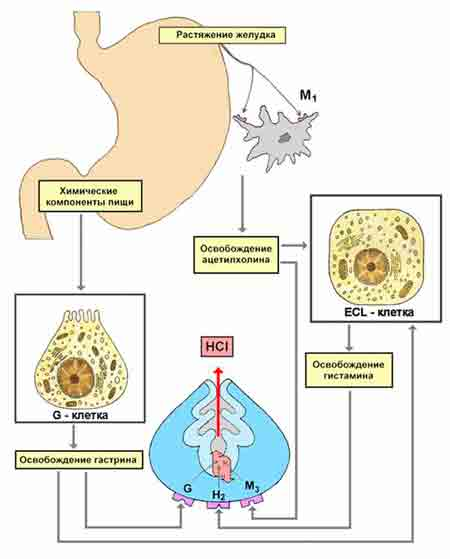 Растяжение желудка
M1
Химические
компоненты пищи
Освобождение
ацетилхолина
ECL - клетка
HCl
Освобождение
гистамина
G - клетка
Освобождение гастрина
G
H2
M3